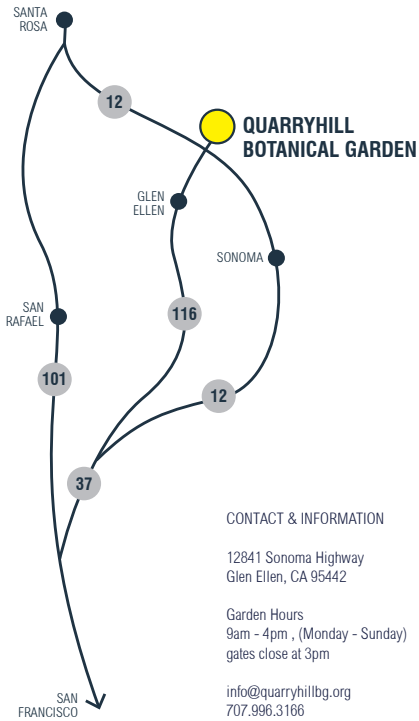 SANTA
ROSA
12
QUARRYHILL
BOTANICAL GARDEN
GLEN
ELLEN
SONOMA
SAN
RAFAEL
116
101
12
37
CONTACT & INFORMATION
12841 Sonoma Highway
Glen Ellen, CA 95442
Garden Hours
9am - 4pm , (Monday - Sunday)
gates close at 3pm
info@quarryhillbg.org
707.996.3166
SAN
FRANCISCO